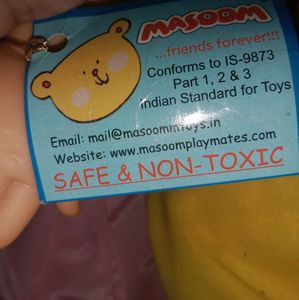 MASOOM
...friends forever!!!
Conforms to IS-9873
Part 1, 2 & 3
Indian Standard for Toys
Email: mail@masoommtoys.in
Website: www.masoomplaymates.com
SAFE & NON-TOXIC